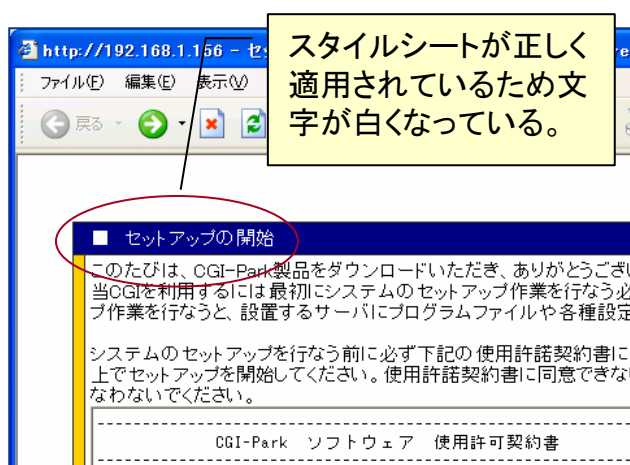 http://192.168.1.156 - セ
スタイルシートが正しく
適用されているため文
字が白くなっている。
ファイル(F) 編集(E) 表示(V)
戻る
■ セットアップの開始
このたびは、CGI-Park製品をダウンロードいただき、ありがとうござい
当CGIを利用するには最初にシステムのセットアップ作業を行なう必
プ作業を行なうと、設置するサーバにプログラムファイルや各種設定
システムのセットアップを行なう前に必ず下記の使用許諾契約書に
上でセットアップを開始してください。使用許諾契約書に同意できな
なわないでください。
CGI-Park ソフトウェア 使用許可契約書